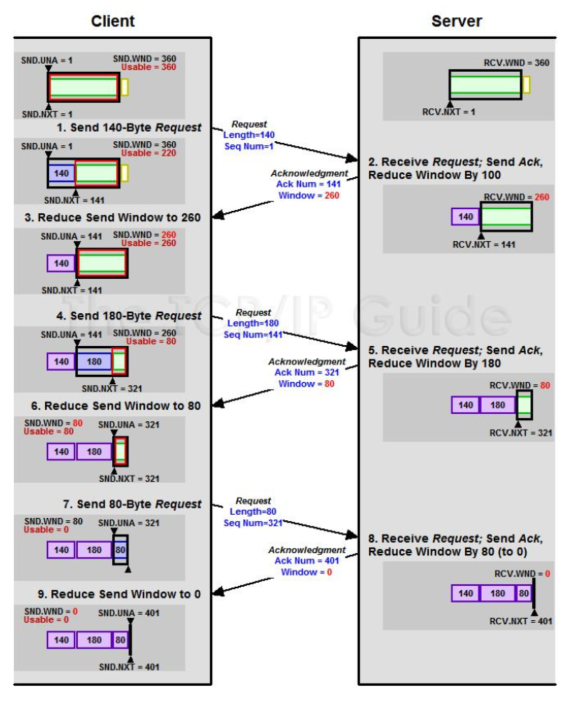 Client
Server
SND.UNA = 1
SND.WND = 360
Usable = 360
SND.NXT = 1
RCV.WND = 360
RCV.NXT = 1
1. Send 140-Byte Request
Request
Length=140
Seq Num=1
SND.UNA = 1
SND.WND = 360
Usable = 220
140
SND.NXT = 141
2. Receive Request; Send Ack,
Reduce Window By 100
Acknowledgment
Ack Num = 141
Window = 260
RCV.WND = 260
140
RCV.NXT = 141
3. Reduce Send Window to 260
SND.UNA = 141
SND.WND = 260
Usable = 260
140
SND.NXT = 141
The TCP/IP Guide
4. Send 180-Byte Request
Request
Length=180
Seq Num=141
SND.UNA = 141
SND.WND = 260
Usable = 80
140
180
SND.NXT = 321
5. Receive Request; Send Ack,
Reduce Window By 180
Acknowledgment
Ack Num = 321
Window = 80
RCV.WND = 80
140
180
RCV.NXT = 321
6. Reduce Send Window to 80
SND.WND = 80
Usable = 80
SND.UNA = 321
140
180
SND.NXT = 321
7. Send 80-Byte Request
Request
Length=80
Seq Num=321
SND.WND = 80
Usable = 0
SND.UNA = 321
140
180
80
8. Receive Request; Send Ack,
Reduce Window By 80 (to 0)
Acknowledgment
Ack Num = 401
Window = 0
RCV.WND = 0
140
180
80
RCV.NXT = 401
9. Reduce Send Window to 0
SND.WND = 0
Usable = 0
SND.UNA = 401
140
180
80
SND.NXT = 401